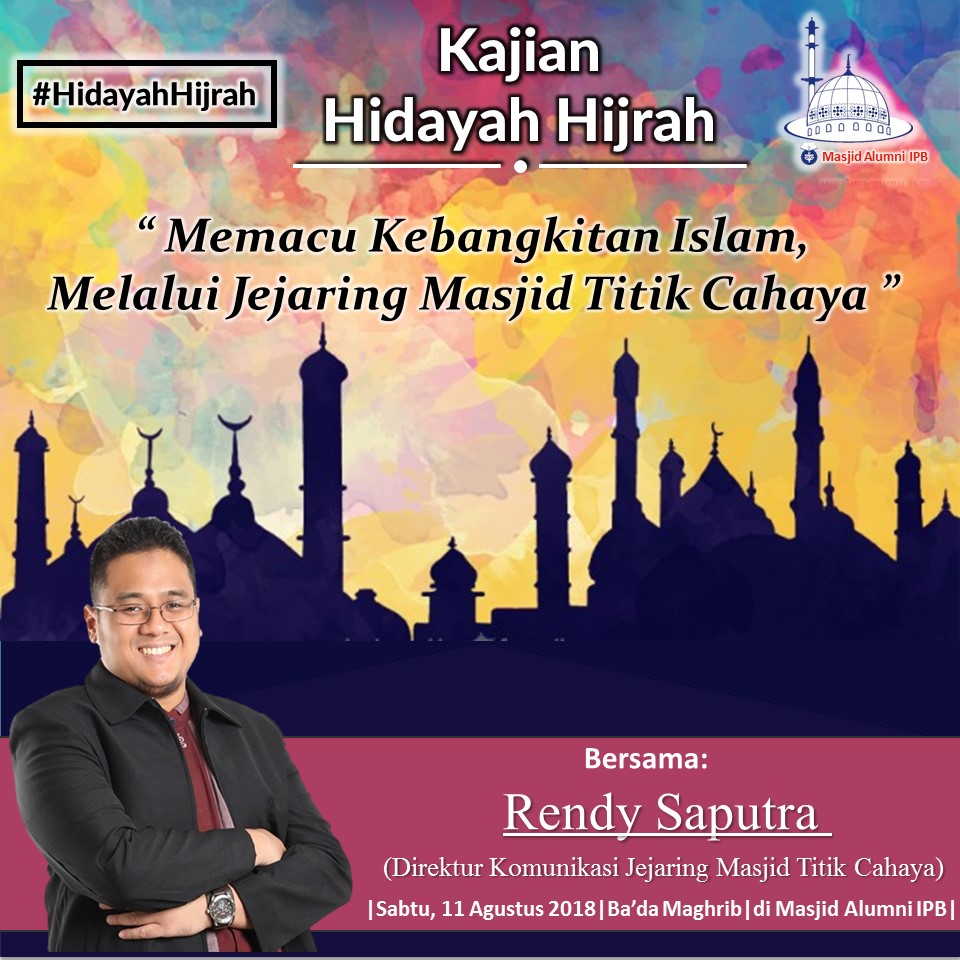 Kajian
#HidayahHijrah
Hidayah Hijrah
Masjid Alumni IPB
“ Memacu Kebangkitan Islam,
Melalui Jejaring Masjid Titik Cahaya ”
Bersama:
Rendy Saputra
(Direktur Komunikasi Jejaring Masjid Titik Cahaya)
|Sabtu, 11 Agustus 2018|Ba’da Maghrib|di Masjid Alumni IPB|